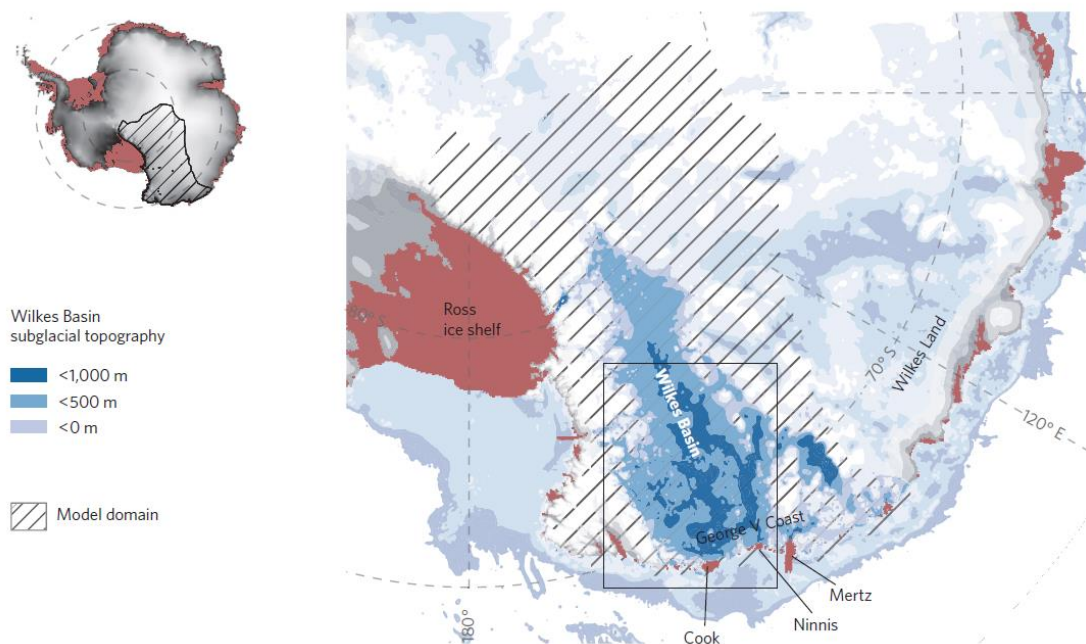 Wilkes Basin
subglacial topography
<1,000 m
<500 m
<0 m
Model domain
Ross
ice shelf
80° S
Wilkes Basin
70° S
Wilkes Land
120° E
George V Coast
Mertz
Ninnis
Cook
180°